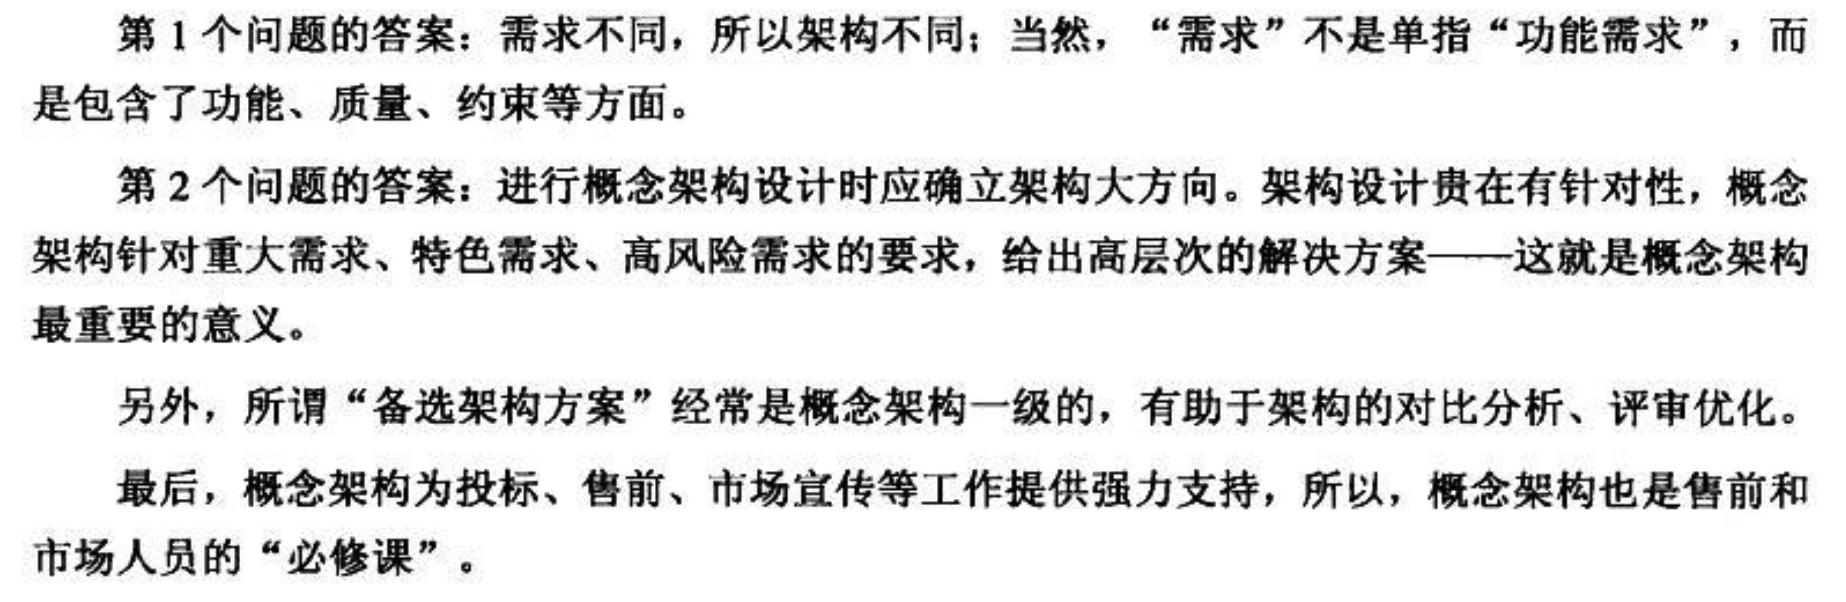 第 1 个问题的答案：需求不同，所以架构不同；当然，“需求”不是单指“功能需求”，而
是包含了功能、质量、约束等方面。
第 2 个问题的答案：进行概念架构设计时应确立架构大方向。架构设计贵在有针对性，概念
架构针对重大需求、特色需求、高风险需求的要求，给出高层次的解决方案——这就是概念架构
最重要的意义。
另外，所谓“备选架构方案”经常是概念架构一级的，有助于架构的对比分析、评审优化。
最后，概念架构为投标、售前、市场宣传等工作提供强力支持，所以，概念架构也是售前和
市场人员的“必修课”。